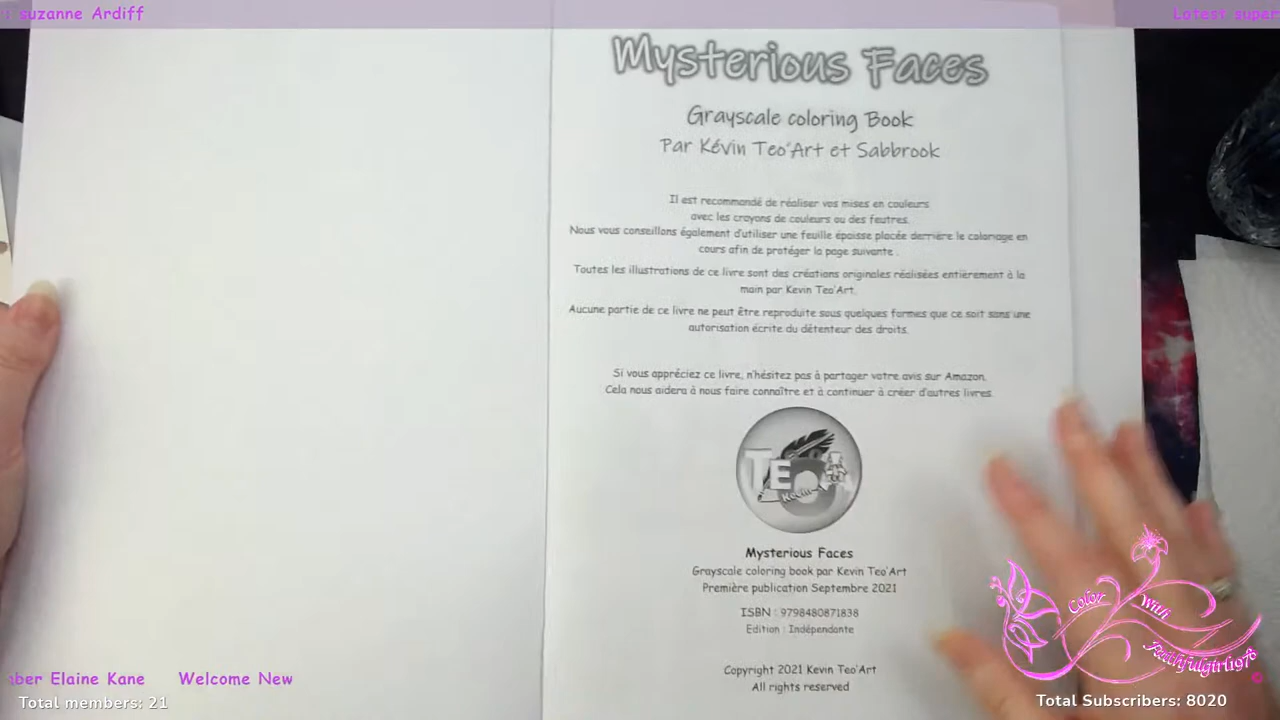 suzanne Ardiff
Latest super
Mysterious Faces
Grayscale coloring Book
Par Kévin Teo'Art et Sabbrook
Il est recommandé de réaliser vos mises en couleurs
avec les crayons de couleurs ou des feutres.
Nous vous conseillons également d'utiliser une feuille épaisse placée derrière le coloriage en
cours afin de protéger la page suivante .
Toutes les illustrations de ce livre sont des créations originales réalisées entièrement à la
main par Kevin Teo'Art.
Aucune partie de ce livre ne peut être reproduite sous quelques formes que ce soit sans une
autorisation écrite du détenteur des droits.
Si vous appréciez ce livre, n'hésitez pas à partager votre avis sur Amazon.
Cela nous aidera à nous faire connaître et à continuer à créer d'autres livres.
TEO
Kevin
Mysterious Faces
Grayscale coloring book par Kevin Teo'Art
Première publication Septembre 2021
ISBN : 9798480871838
Edition : Indépendante
Copyright 2021 Kevin Teo'Art
All rights reserved
Color With
Faithfulgirl1978
ber Elaine Kane Welcome New
Total members: 21
Total Subscribers: 8020